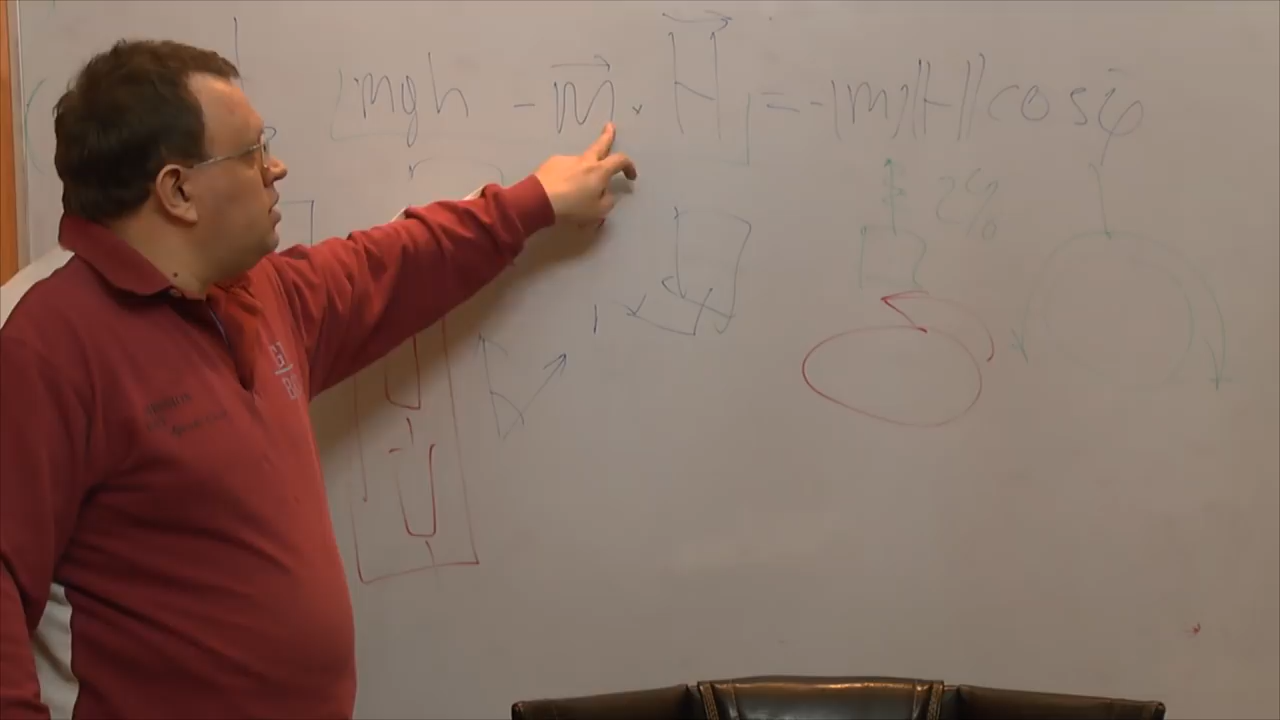 mgh - m⃗ · H⃗ = -|m||H| cos φ
2%